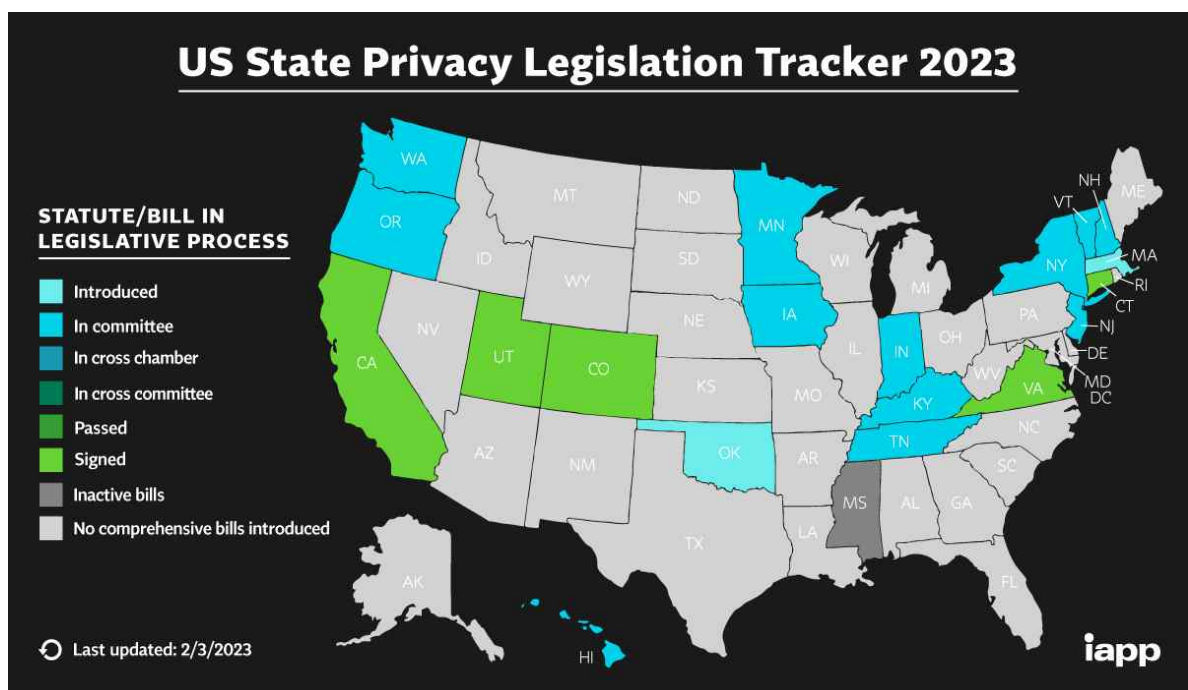 US State Privacy Legislation Tracker 2023
STATUTE/BILL IN
LEGISLATIVE PROCESS
Introduced
In committee
In cross chamber
In cross committee
Passed
Signed
Inactive bills
No comprehensive bills introduced
WA
OR
CA
ID
NV
MT
WY
UT
CO
AZ
NM
ND
SD
NE
KS
OK
TX
MN
IA
MO
AR
LA
WI
IL
MS
MI
IN
KY
TN
AL
OH
WV
GA
FL
SC
NC
VA
PA
NY
VT
NH
ME
MA
RI
CT
NJ
DE
MD
DC
AK
HI
Last updated: 2/3/2023
iapp